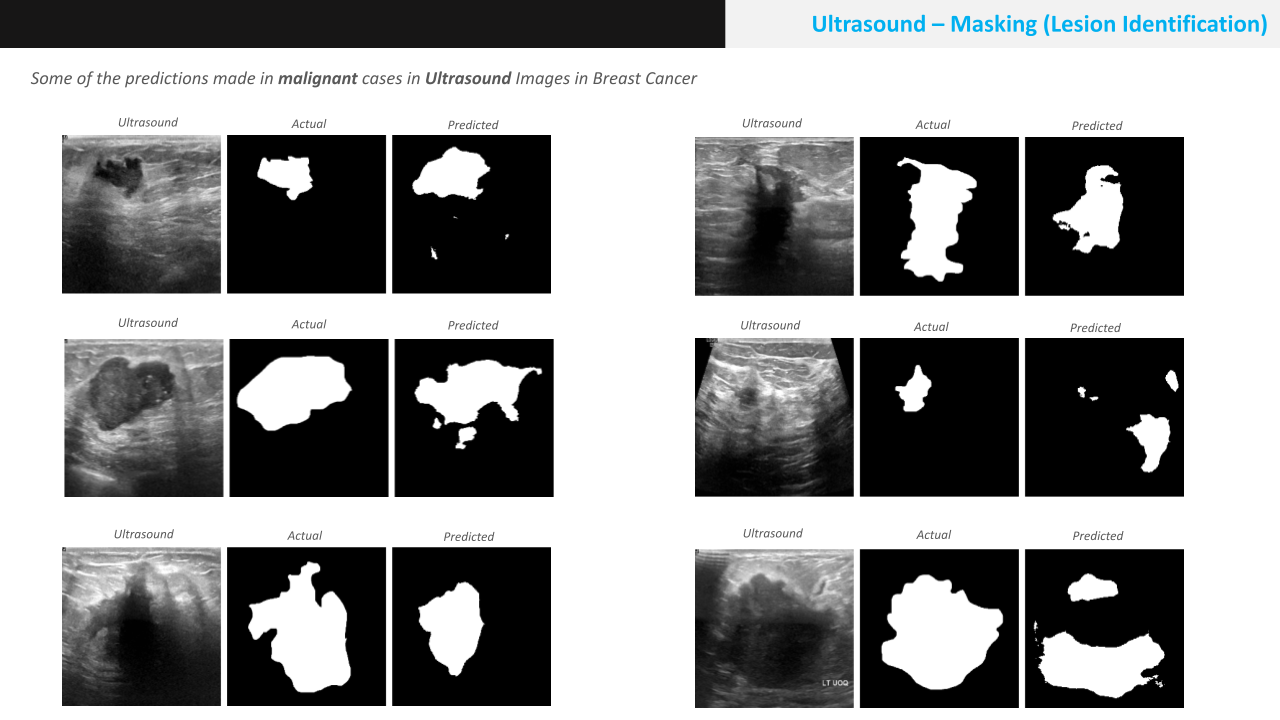 Ultrasound – Masking (Lesion Identification)
Some of the predictions made in malignant cases in Ultrasound Images in Breast Cancer
Ultrasound Actual Predicted
Ultrasound Actual Predicted
Ultrasound Actual Predicted
Ultrasound Actual Predicted
Ultrasound Actual Predicted
Ultrasound Actual Predicted
LT UOQ